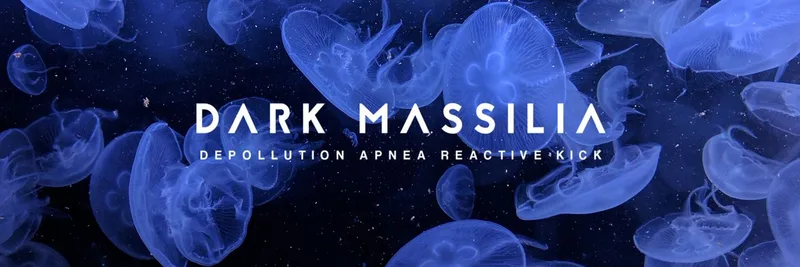 DARK MASSILIA
DEPOLLUTION APNEA REACTIVE KICK